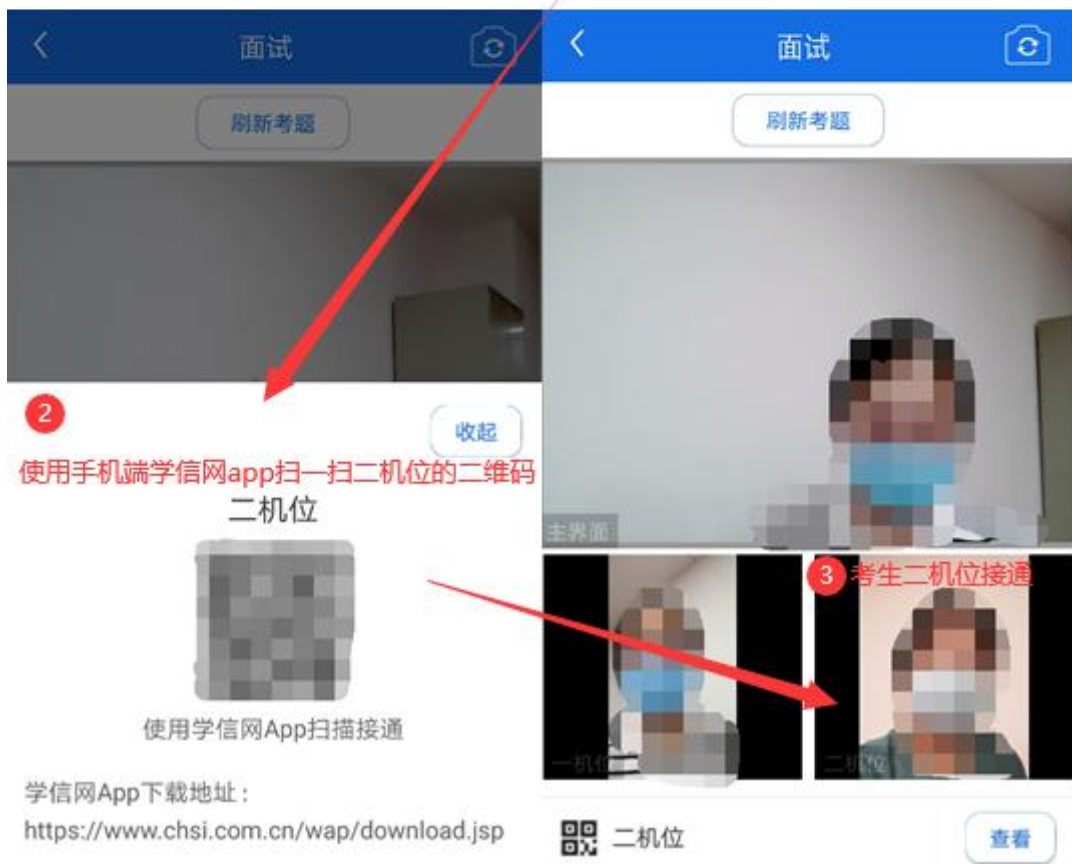 面试
刷新考题
2
收起
使用手机端学信网app扫一扫二机位的二维码
二机位
使用学信网App扫描接通
学信网App下载地址：
https://www.chsi.com.cn/wap/download.jsp
面试
刷新考题
主界面
3 考生二机位接通
一机位
二机位
二机位
查看